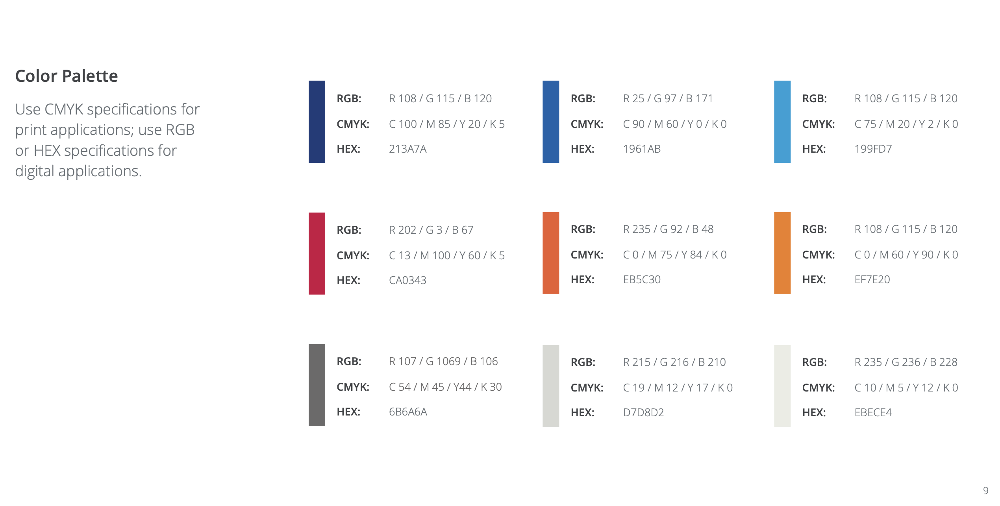 Color Palette
Use CMYK specifications for
print applications; use RGB
or HEX specifications for
digital applications.
RGB: R 108 / G 115 / B 120
CMYK: C 100 / M 85 / Y 20 / K 5
HEX: 213A7A
RGB: R 25 / G 97 / B 171
CMYK: C 90 / M 60 / Y 0 / K 0
HEX: 1961AB
RGB: R 108 / G 115 / B 120
CMYK: C 75 / M 20 / Y 2 / K 0
HEX: 199FD7
RGB: R 202 / G 3 / B 67
CMYK: C 13 / M 100 / Y 60 / K 5
HEX: CA0343
RGB: R 235 / G 92 / B 48
CMYK: C 0 / M 75 / Y 84 / K 0
HEX: EB5C30
RGB: R 108 / G 115 / B 120
CMYK: C 0 / M 60 / Y 90 / K 0
HEX: EF7E20
RGB: R 107 / G 1069 / B 106
CMYK: C 54 / M 45 / Y44 / K 30
HEX: 6B6A6A
RGB: R 215 / G 216 / B 210
CMYK: C 19 / M 12 / Y 17 / K 0
HEX: D7D8D2
RGB: R 235 / G 236 / B 228
CMYK: C 10 / M 5 / Y 12 / K 0
HEX: EBECE4
9